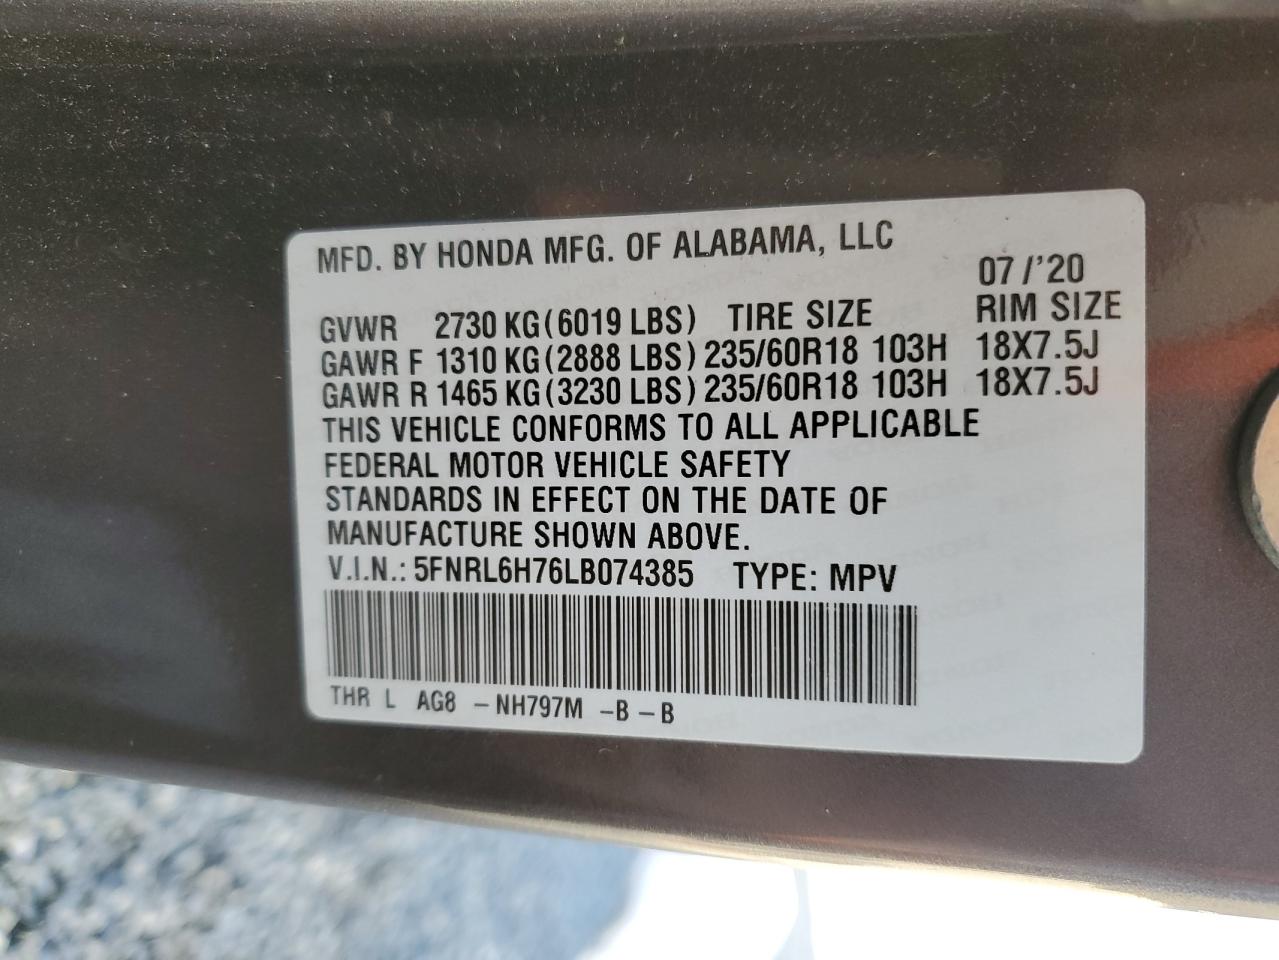 MFD. BY HONDA MFG. OF ALABAMA, LLC
07/'20
GVWR 2730 KG(6019 LBS) TIRE SIZE RIM SIZE
GAWR F 1310 KG(2888 LBS) 235/60R18 103H 18X7.5J
GAWR R 1465 KG(3230 LBS) 235/60R18 103H 18X7.5J
THIS VEHICLE CONFORMS TO ALL APPLICABLE
FEDERAL MOTOR VEHICLE SAFETY
STANDARDS IN EFFECT ON THE DATE OF
MANUFACTURE SHOWN ABOVE.
V.I.N.: 5FNRL6H76LB074385 TYPE: MPV
THR L AG8 -NH797M -B -B